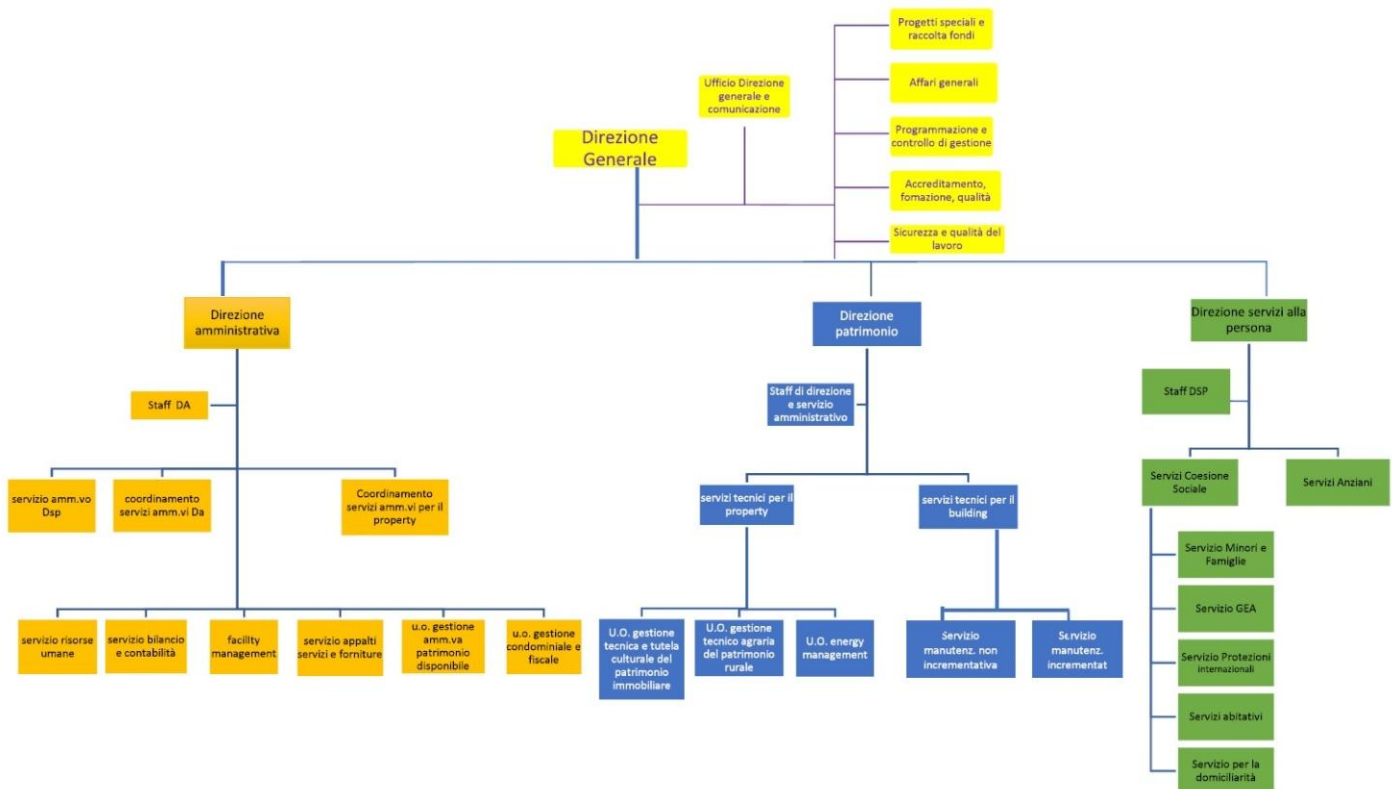 Progetti speciali e
raccolta fondi
Ufficio Direzione
generale e
comunicazione
Affari generali
Direzione
Generale
Programmazione e
controllo di gestione
Accreditamento,
fomazione, qualità
Sicurezza e qualità del
lavoro
Direzione
amministrativa
Direzione
patrimonio
Direzione servizi alla
persona
Staff DA
Staff di direzione
e servizio
amministrativo
Staff DSP
servizio amm.vo
Dsp
coordinamento
servizi amm.vi Da
Coordinamento
servizi amm.vi per il
property
servizi tecnici per il
property
servizi tecnici per il
building
Servizi Coesione
Sociale
Servizi Anziani
Servizio Minori e
Famiglie
Servizio GEA
Servizio Protezioni
internazionali
Servizi abitativi
Servizio per la
domiciliarità
servizio risorse
umane
servizio bilancio
e contabilità
facility
management
servizio appalti
servizi e forniture
u.o. gestione
amm.va
patrimonio
disponibile
u.o. gestione
condominiale e
fiscale
U.O. gestione
tecnica e tutela
culturale del
patrimonio
immobiliare
U.O. gestione
tecnico agraria
del patrimonio
rurale
U.O. energy
management
Servizio
manutenz. non
incrementativa
Servizio
manutenz.
incrementat